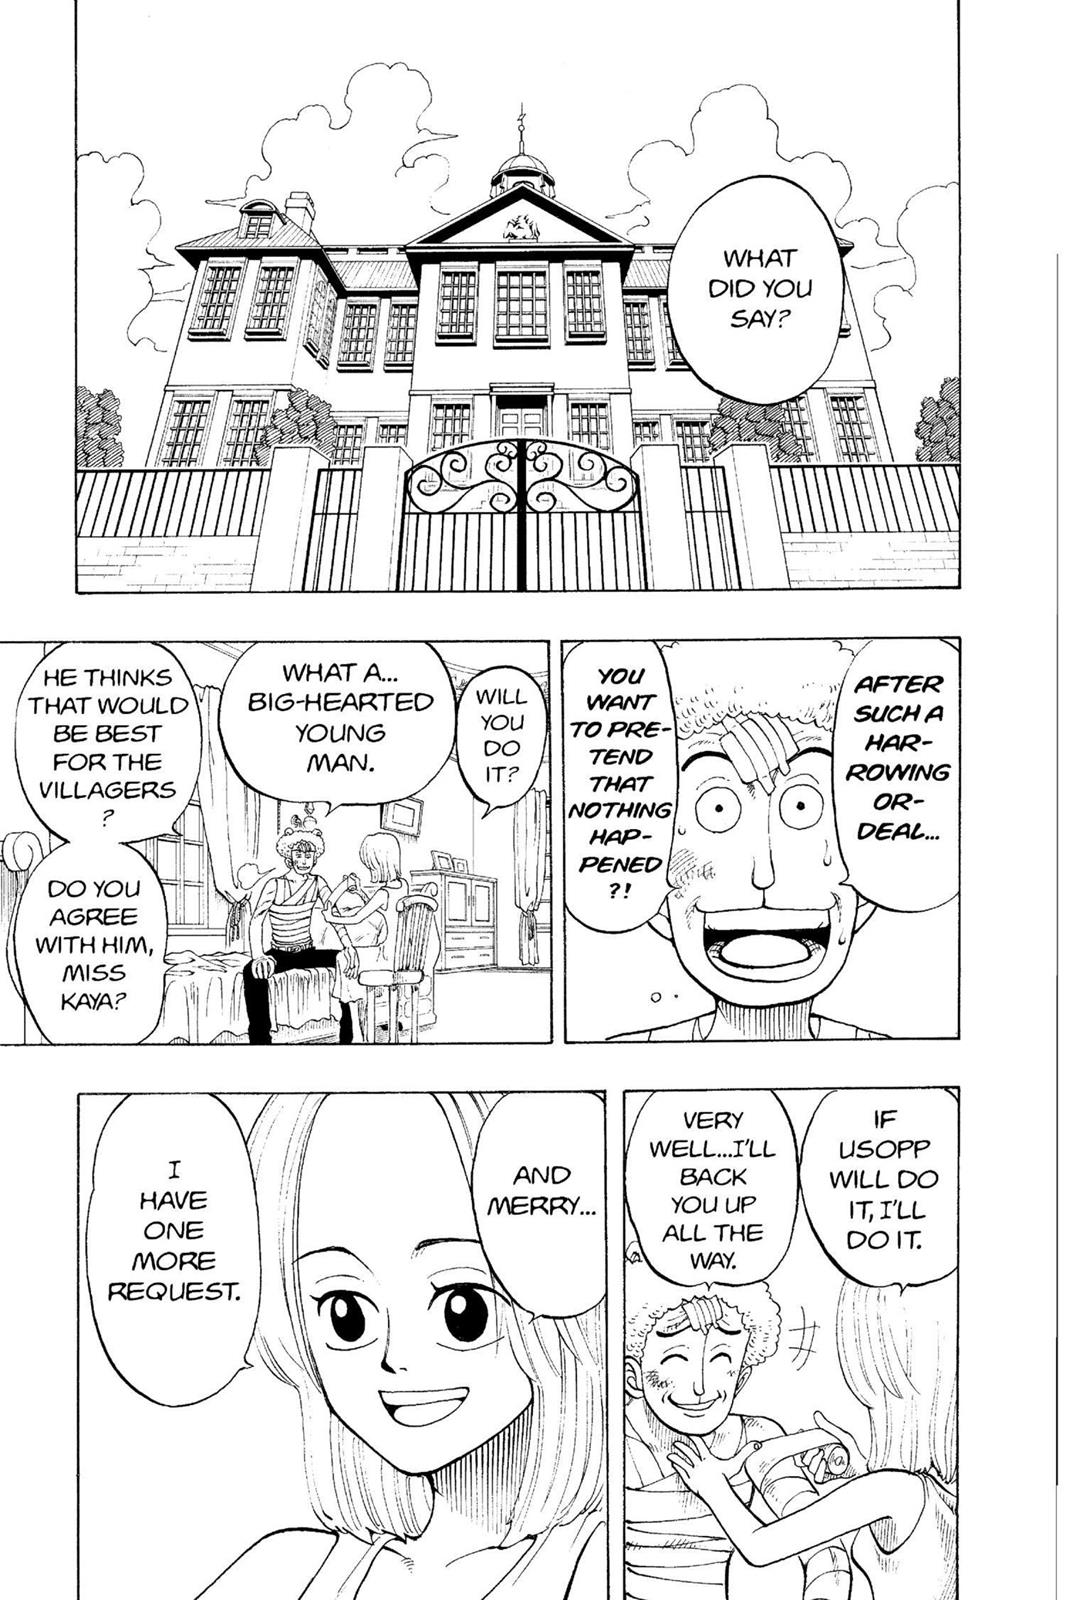 WHAT
DID YOU
SAY?
AFTER
SUCH A
HAR-
ROWING
OR-
DEAL...
YOU
WANT
TO PRE-
TEND
THAT
NOTHING
HAP-
PENED
?!
WILL
YOU
DO
IT?
WHAT A...
BIG-HEARTED
YOUNG
MAN.
HE THINKS
THAT WOULD
BE BEST
FOR THE
VILLAGERS
?
DO YOU
AGREE
WITH HIM,
MISS
KAYA?
IF
USOPP
WILL DO
IT, I'LL
DO IT.
VERY
WELL...I'LL
BACK
YOU UP
ALL THE
WAY.
AND
MERRY...
I
HAVE
ONE
MORE
REQUEST.